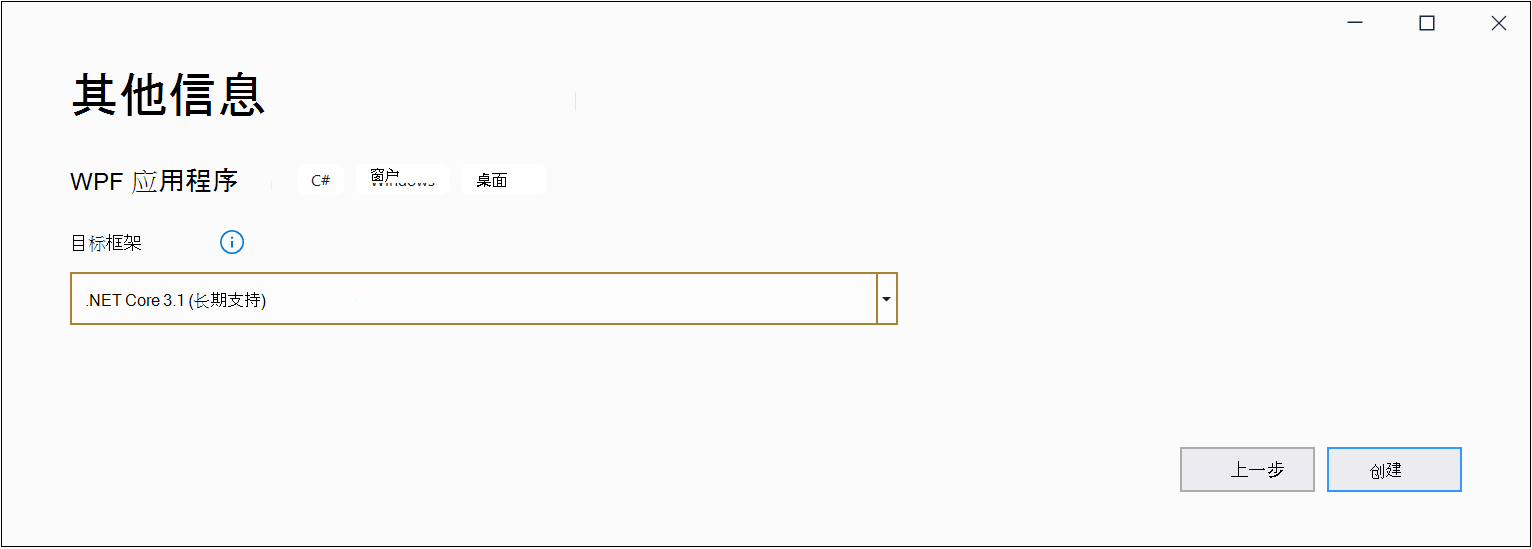 其他信息
WPF 应用程序 C# 窗户 Windows 桌面
目标框架
.NET Core 3.1 (长期支持)
上一步 创建